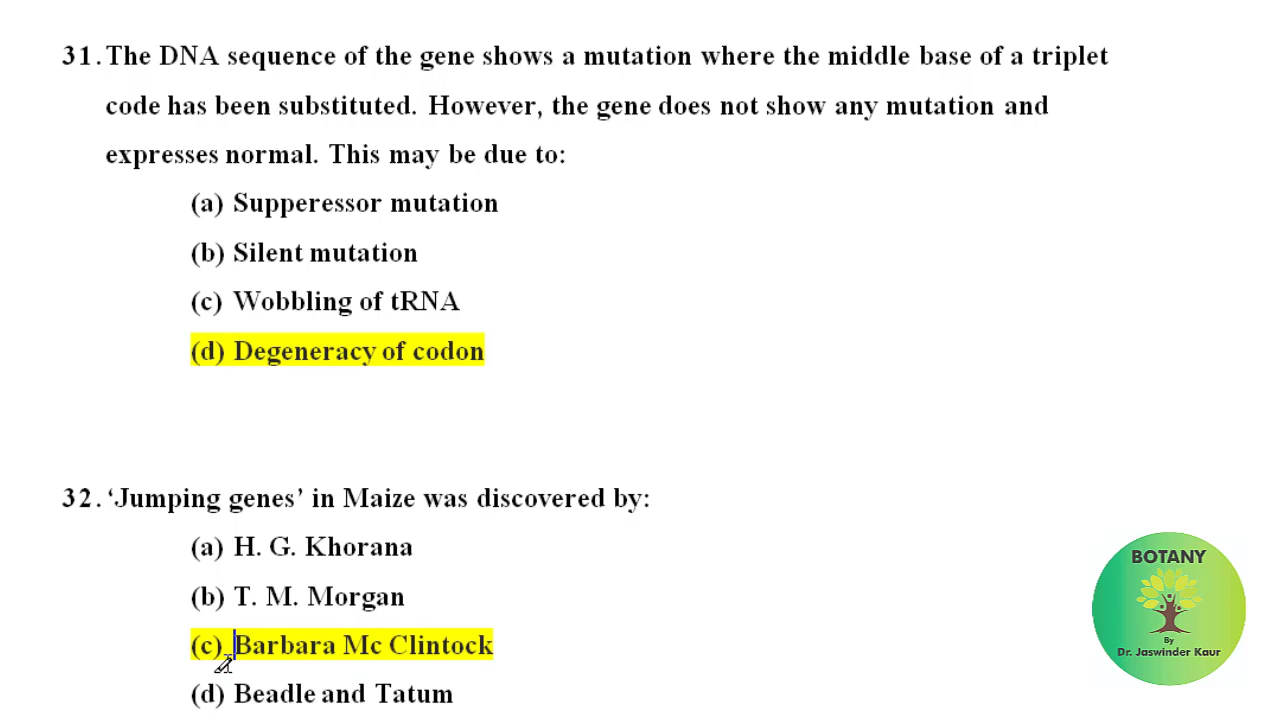 31. The DNA sequence of the gene shows a mutation where the middle base of a triplet
code has been substituted. However, the gene does not show any mutation and
expresses normal. This may be due to:
(a) Supperessor mutation
(b) Silent mutation
(c) Wobbling of tRNA
(d) Degeneracy of codon
32. ‘Jumping genes’ in Maize was discovered by:
(a) H. G. Khorana
(b) T. M. Morgan
(c) Barbara Mc Clintock
(d) Beadle and Tatum
BOTANY
By
Dr. Jaswinder Kaur